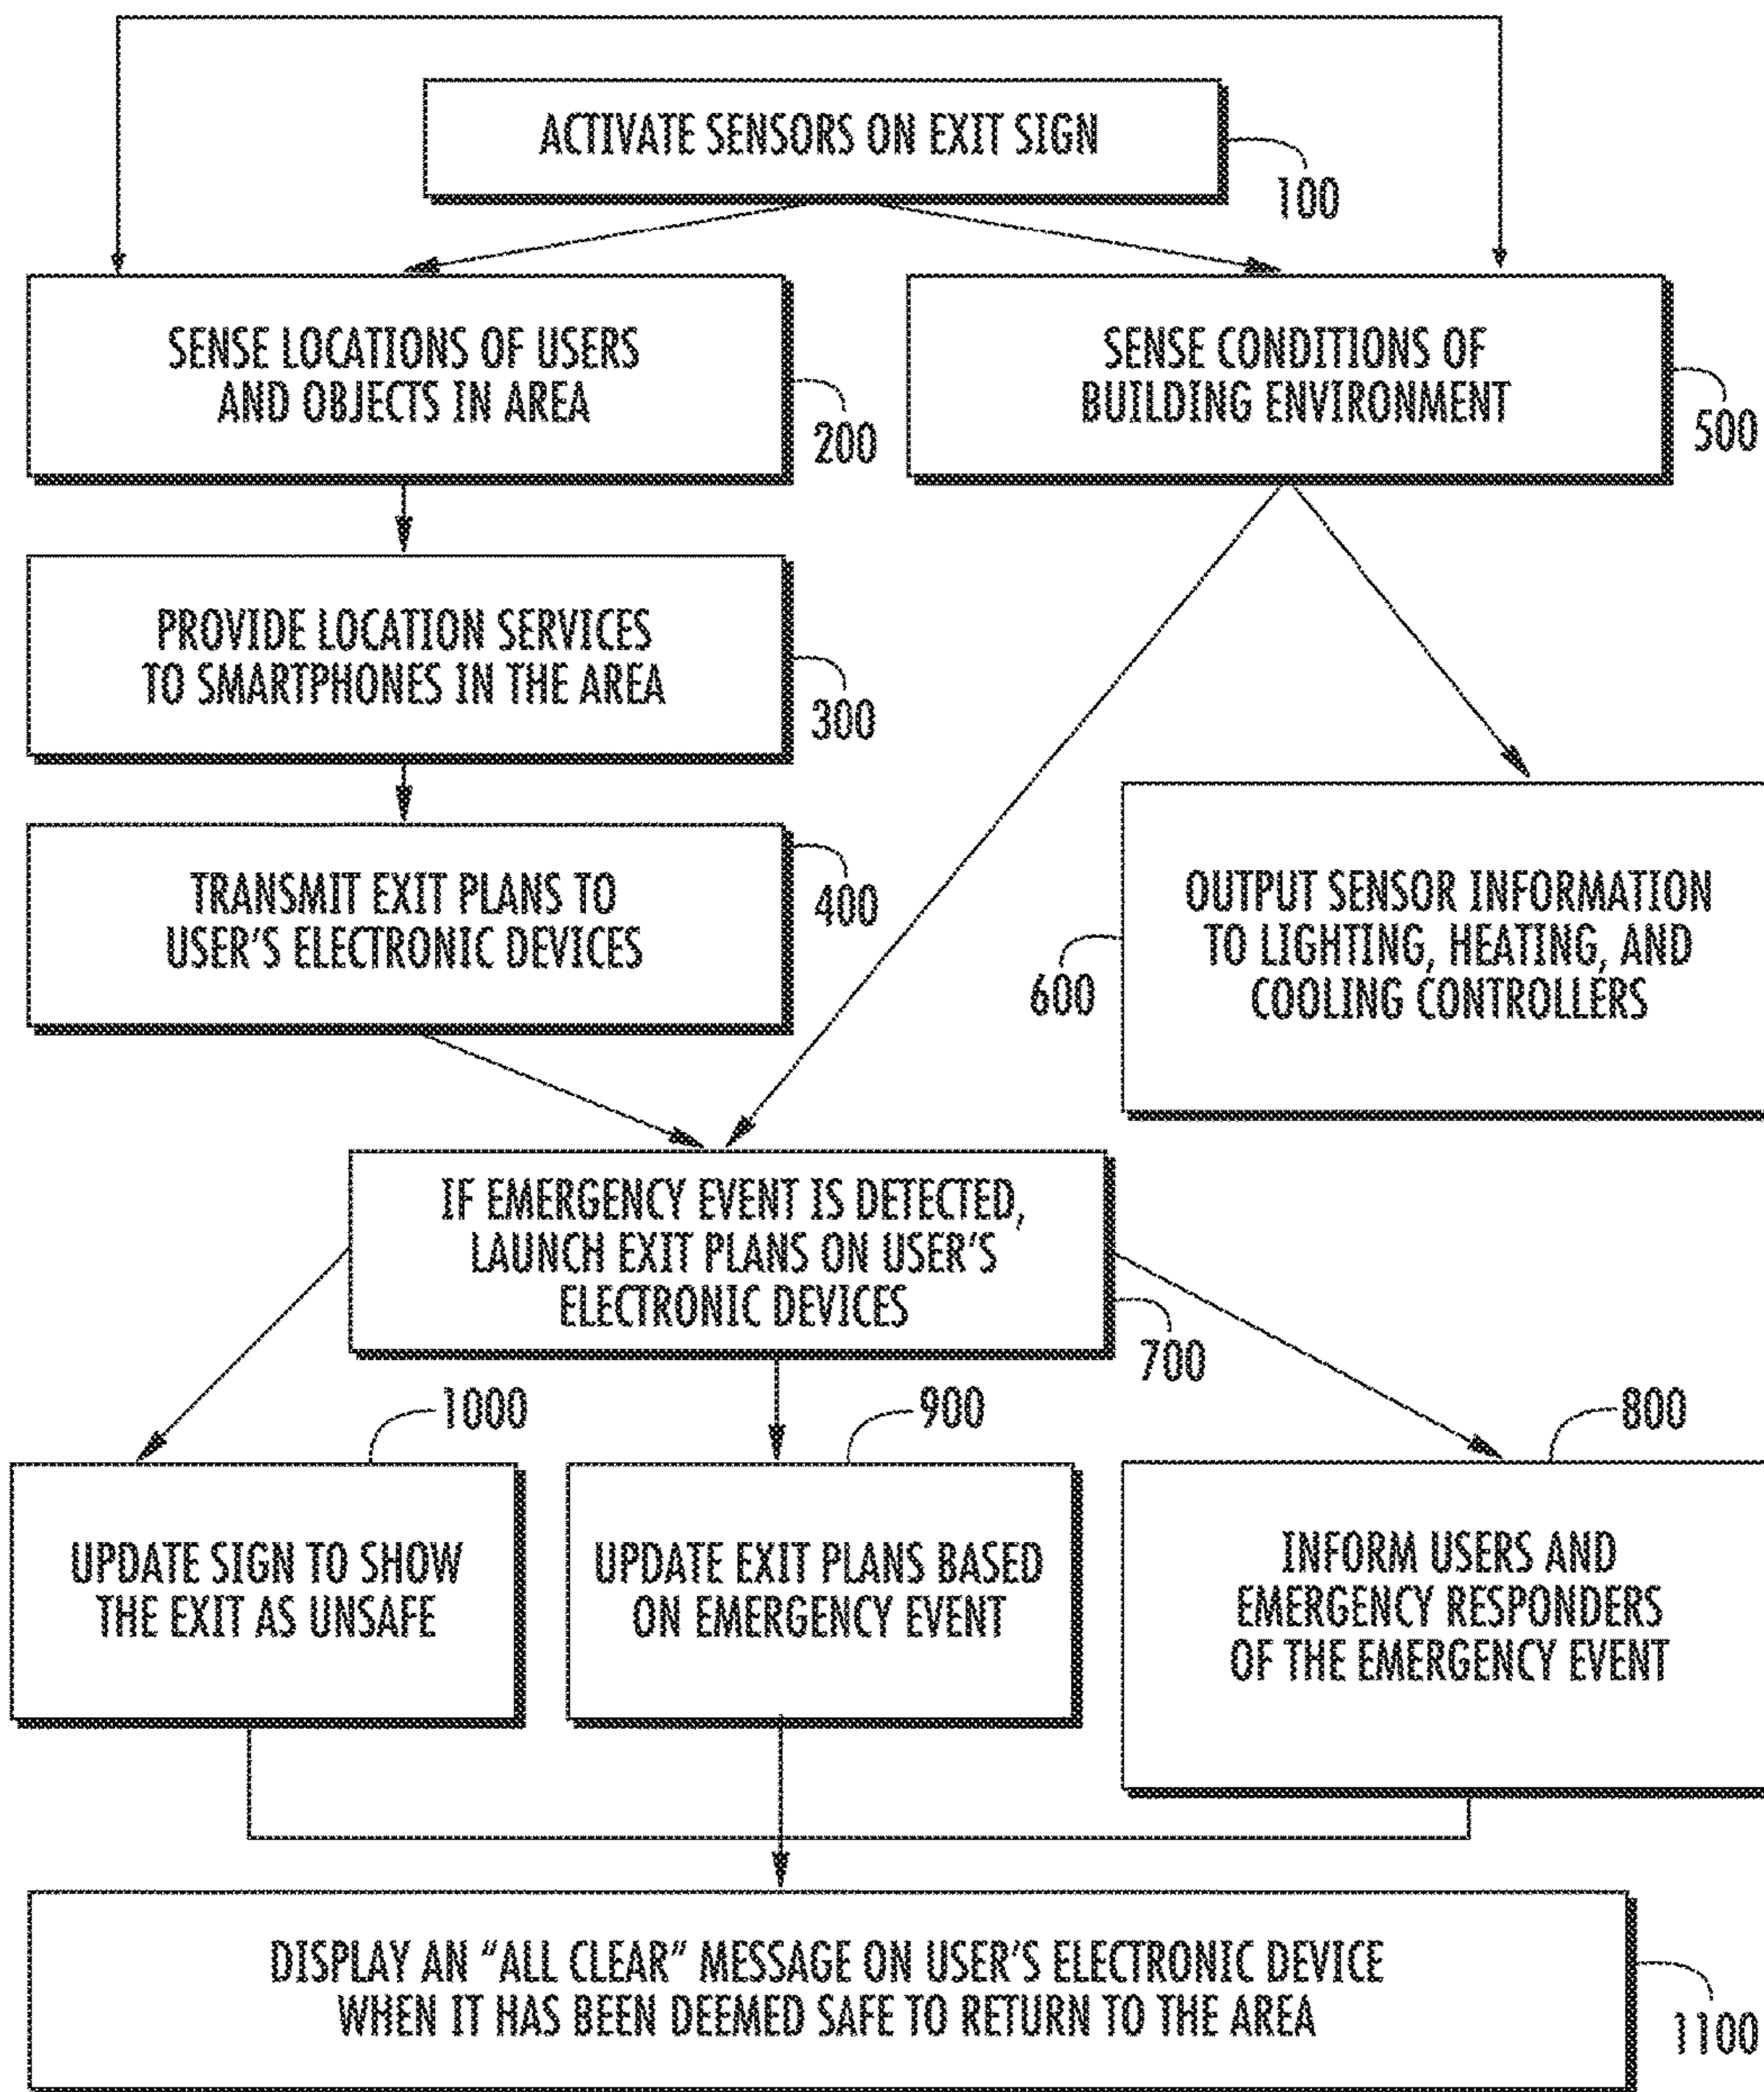 ACTIVATE SENSORS ON EXIT SIGN
100
SENSE LOCATIONS OF USERS
AND OBJECTS IN AREA
200
SENSE CONDITIONS OF
BUILDING ENVIRONMENT
500
PROVIDE LOCATION SERVICES
TO SMARTPHONES IN THE AREA
300
TRANSMIT EXIT PLANS TO
USER'S ELECTRONIC DEVICES
400
OUTPUT SENSOR INFORMATION
TO LIGHTING, HEATING, AND
COOLING CONTROLLERS
600
IF EMERGENCY EVENT IS DETECTED,
LAUNCH EXIT PLANS ON USER'S
ELECTRONIC DEVICES
700
1000
UPDATE SIGN TO SHOW
THE EXIT AS UNSAFE
900
UPDATE EXIT PLANS BASED
ON EMERGENCY EVENT
800
INFORM USERS AND
EMERGENCY RESPONDERS
OF THE EMERGENCY EVENT
DISPLAY AN "ALL CLEAR" MESSAGE ON USER'S ELECTRONIC DEVICE
WHEN IT HAS BEEN DEEMED SAFE TO RETURN TO THE AREA
1100